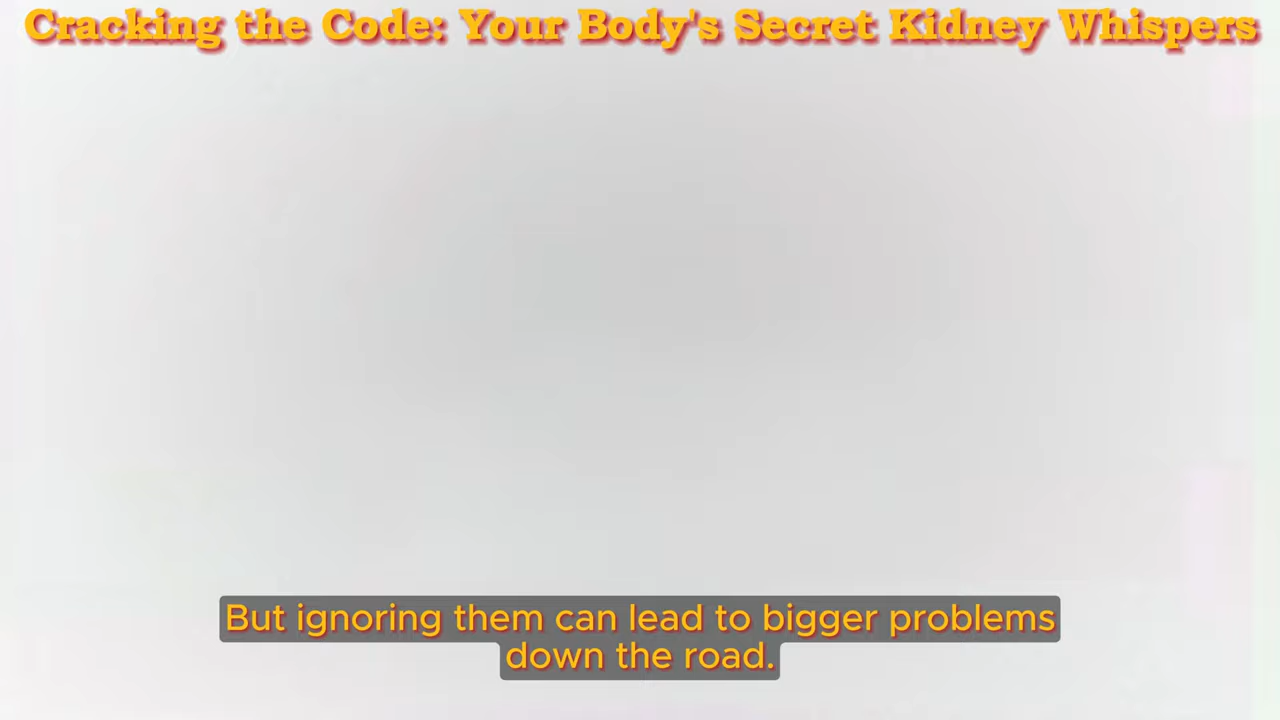 Cracking the Code: Your Body's Secret Kidney Whispers
But ignoring them can lead to bigger problems
down the road.